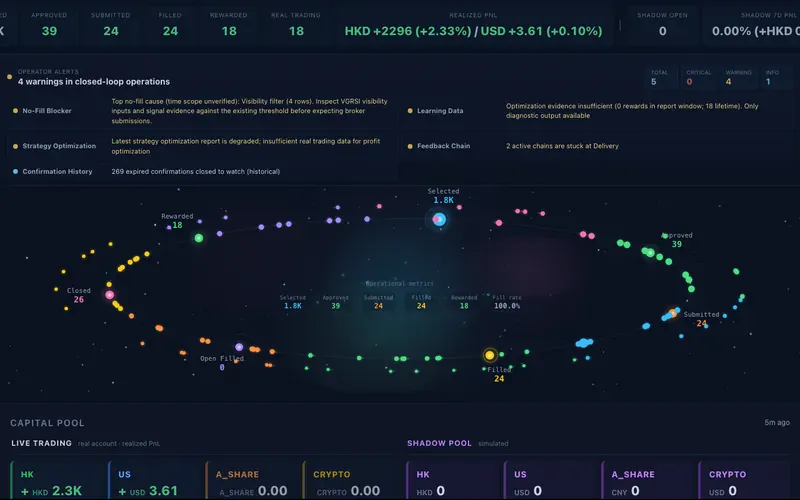 K
APPROVED
39
SUBMITTED
24
FILLED
24
REWARDED
18
REAL TRADING
18
REALIZED PNL
HKD +2296 (+2.33%) / USD +3.61 (+0.10%)
SHADOW OPEN
0
SHADOW 7D PN
0.00% (+HKD 0
OPERATOR ALERTS
4 warnings in closed-loop operations
TOTAL
5
CRITICAL
0
WARNING
4
INFO
1
No-Fill Blocker
Top no-fill cause (time scope unverified): Visibility filter (4 rows). Inspect VGRSI visibility
inputs and signal evidence against the existing threshold before expecting broker
submissions.
Learning Data
Optimization evidence insufficient (0 rewards in report window; 18 lifetime). Only
diagnostic output available
Strategy Optimization
Latest strategy optimization report is degraded; insufficient real trading data for profit
optimization
Feedback Chain
2 active chains are stuck at Delivery
Confirmation History
269 expired confirmations closed to watch (historical)
Selected
1.8K
Rewarded
18
Approved
39
Closed
26
Operational metrics
Selected
1.8K
Approved
39
Submitted
24
Filled
24
Rewarded
18
Fill rate
100.0%
Submitted
24
Open Filled
0
Filled
24
CAPITAL POOL
5m ago
LIVE TRADING
real account · realized PnL
SHADOW POOL
simulated
HK
+ HKD 2.3K
US
+ USD 3.61
A_SHARE
A_SHARE 0.00
CRYPTO
CRYPTO 0.00
HK
HKD 0
US
USD 0
A_SHARE
CNY 0
CRYPTO
USD 0